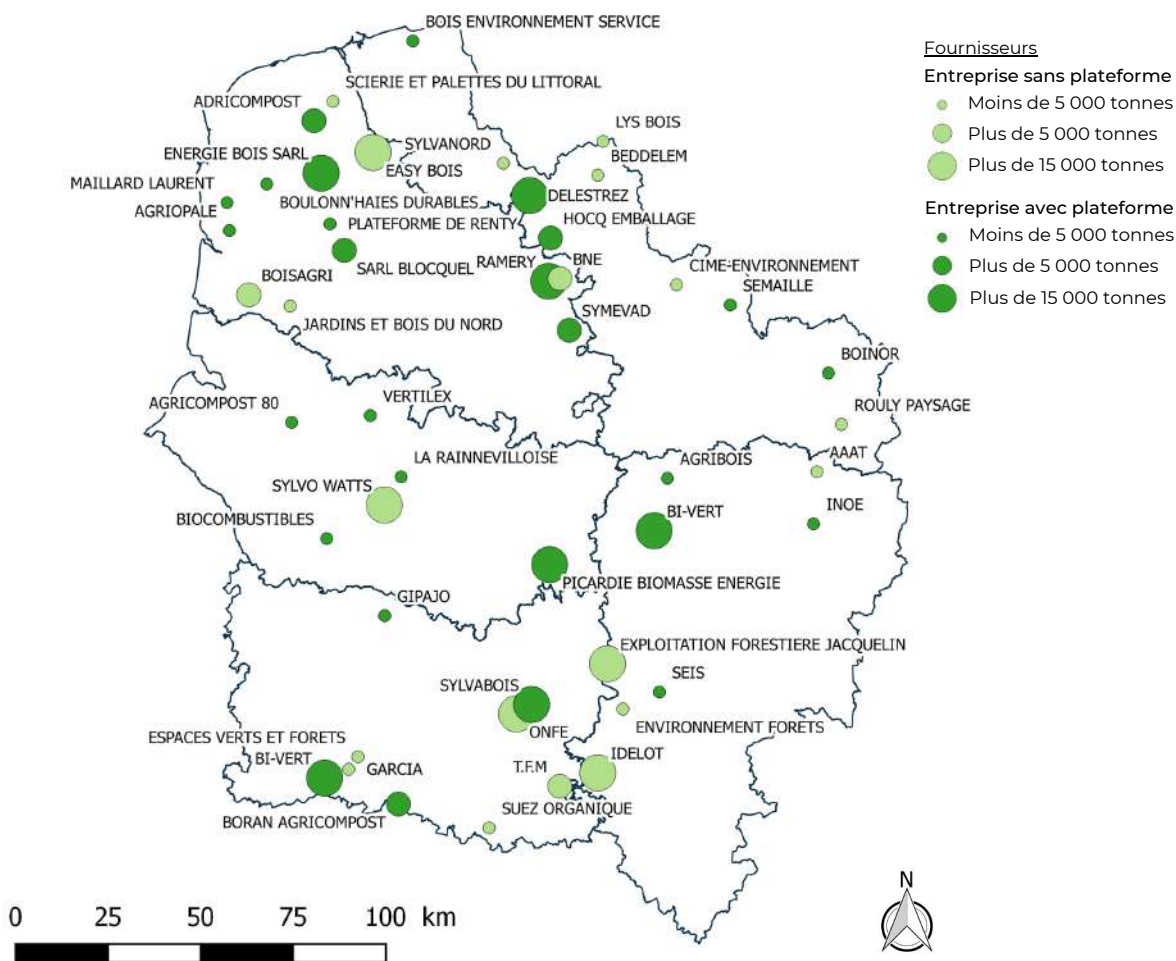 BOIS ENVIRONNEMENT SERVICE
SCIERIE ET PALETTES DU LITTORAL
ADRICOMPOST
LYS BOIS
SYLVANORD
BEDDELEM
ENERGIE BOIS SARL
EASY BOIS
MAILLARD LAURENT
BOULONN'HAIES DURABLES
DELESTREZ
AGRIOPALE
PLATEFORME DE RENTY
HOCQ EMBALLAGE
SARL BLOCQUEL
RAMERY
BNE
CIME-ENVIRONNEMENT
BOISAGRI
SEMAILLE
SYMEVAD
JARDINS ET BOIS DU NORD
BOINOR
VERTILEX
AGRICOMPOST 80
ROULY PAYSAGE
LA RAINNEVILLOISE
AGRIBOIS
AAAT
SYLVO WATTS
INOE
BIOCOMBUSTIBLES
BI-VERT
PICARDIE BIOMASSE ENERGIE
GIPAJO
EXPLOITATION FORESTIERE JACQUELIN
SYLVABOIS
SEIS
ONFE
ENVIRONNEMENT FORETS
ESPACES VERTS ET FORETS
BI-VERT
GARCIA
T.F.M
IDELOT
SUEZ ORGANIQUE
BORAN AGRICOMPOST
Fournisseurs
Entreprise sans plateforme
Moins de 5 000 tonnes
Plus de 5 000 tonnes
Plus de 15 000 tonnes
Entreprise avec plateforme
Moins de 5 000 tonnes
Plus de 5 000 tonnes
Plus de 15 000 tonnes
N
0 25 50 75 100 km